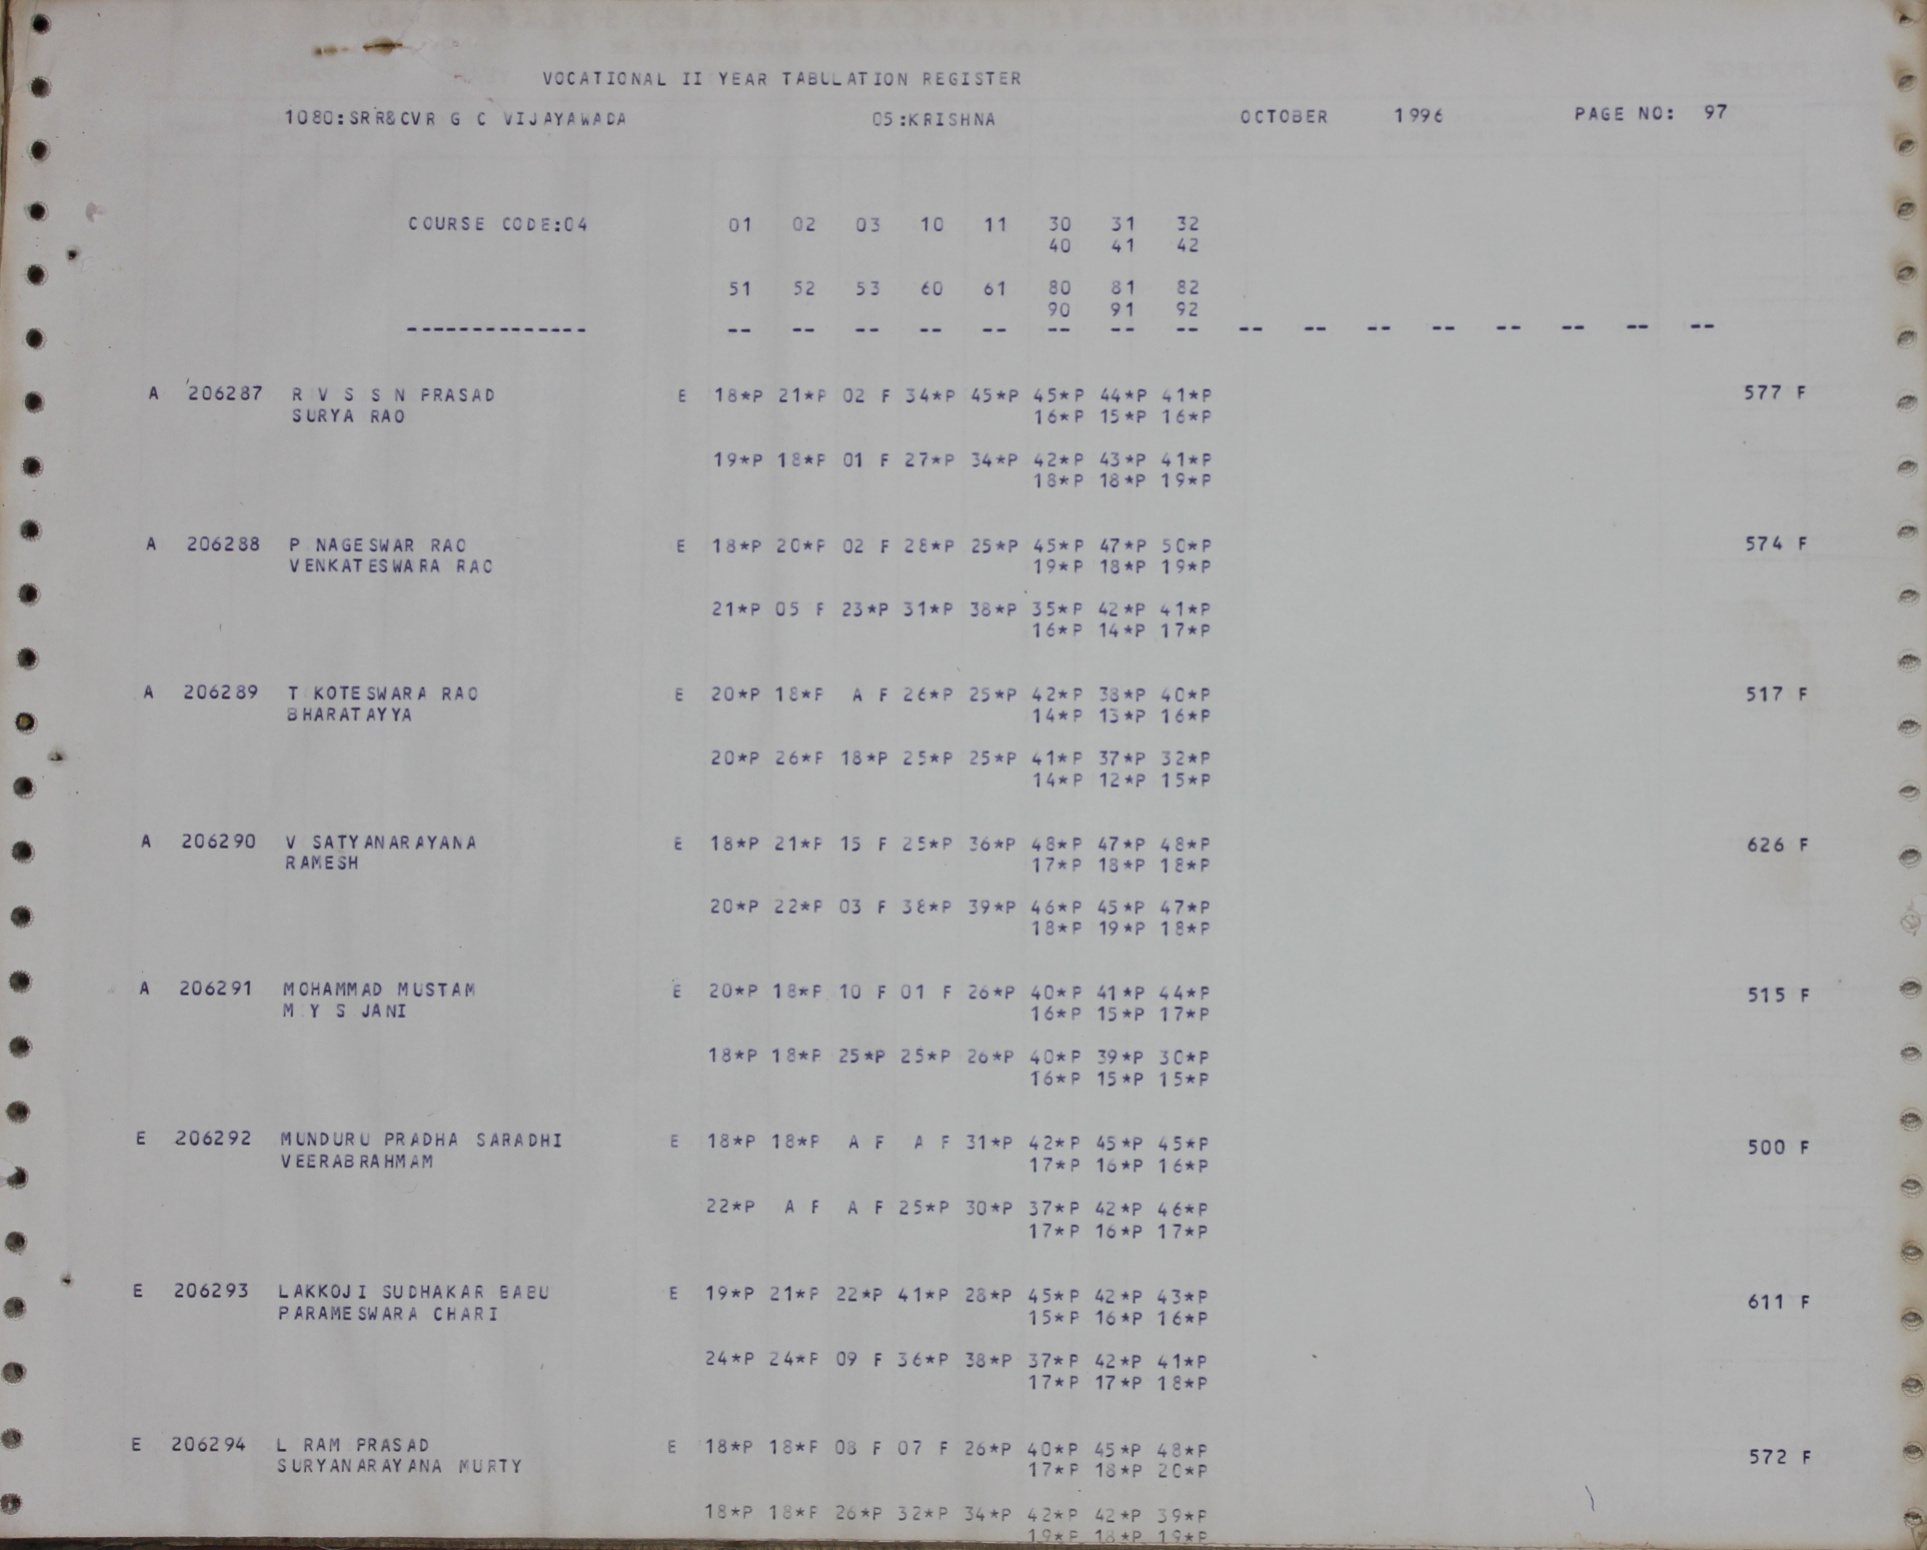 VOCATIONAL II YEAR TABULATION REGISTER
1080:SRR&CVR G C VIJAYAWADA 05:KRISHNA OCTOBER 1996 PAGE NO: 97
COURSE CODE:04 01 02 03 10 11 30 31 32
40 41 42
51 52 53 60 61 80 81 82
90 91 92
-------------- -- -- -- -- -- -- -- -- -- -- -- -- -- -- -- --
A 206287 R V S S N PRASAD E 18*P 21*P 02 F 34*P 45*P 45*P 44*P 41*P 577 F
SURYA RAO 16*P 15*P 16*P
19*P 18*P 01 F 27*P 34*P 42*P 43*P 41*P
18*P 18*P 19*P
A 206288 P NAGESWAR RAO E 18*P 20*P 02 F 28*P 25*P 45*P 47*P 50*P 574 F
VENKATESWARA RAO 19*P 18*P 19*P
21*P 05 F 23*P 31*P 38*P 35*P 42*P 41*P
16*P 14*P 17*P
A 206289 T KOTESWARA RAO E 20*P 18*P A F 26*P 25*P 42*P 38*P 40*P 517 F
BHARATAYYA 14*P 13*P 16*P
20*P 26*P 18*P 25*P 25*P 41*P 37*P 32*P
14*P 12*P 15*P
A 206290 V SATYANARAYANA E 18*P 21*P 15 F 25*P 36*P 48*P 47*P 48*P 626 F
RAMESH 17*P 18*P 18*P
20*P 22*P 03 F 38*P 39*P 46*P 45*P 47*P
18*P 19*P 18*P
A 206291 MOHAMMAD MUSTAM E 20*P 18*P 10 F 01 F 26*P 40*P 41*P 44*P 515 F
M Y S JANI 16*P 15*P 17*P
18*P 18*P 25*P 25*P 26*P 40*P 39*P 30*P
16*P 15*P 15*P
E 206292 MUNDURU PRADHA SARADHI E 18*P 18*P A F A F 31*P 42*P 45*P 45*P 500 F
VEERABRAHMAM 17*P 16*P 16*P
22*P A F A F 25*P 30*P 37*P 42*P 46*P
17*P 16*P 17*P
E 206293 LAKKOJI SUDHAKAR BABU E 19*P 21*P 22*P 41*P 28*P 45*P 42*P 43*P 611 F
PARAMESWARA CHARI 15*P 16*P 16*P
24*P 24*P 09 F 36*P 38*P 37*P 42*P 41*P
17*P 17*P 18*P
E 206294 L RAM PRASAD E 18*P 18*P 08 F 07 F 26*P 40*P 45*P 48*P 572 F
SURYANARAYANA MURTY 17*P 18*P 20*P
18*P 18*P 26*P 32*P 34*P 42*P 42*P 39*P
19*P 18*P 19*P